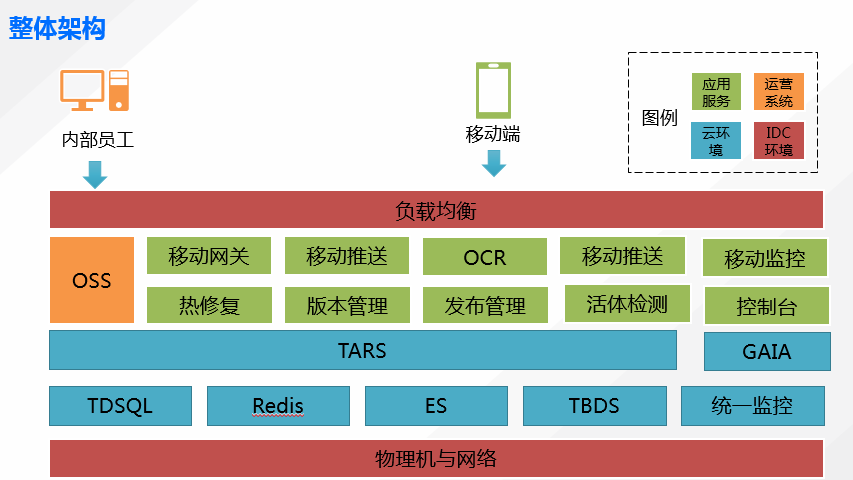 整体架构
内部员工
移动端
图例
应用
服务
运营
系统
云环
境
IDC
环境
负载均衡
OSS
移动网关
移动推送
OCR
移动推送
移动监控
热修复
版本管理
发布管理
活体检测
控制台
TARS
GAIA
TDSQL
Redis
ES
TBDS
统一监控
物理机与网络